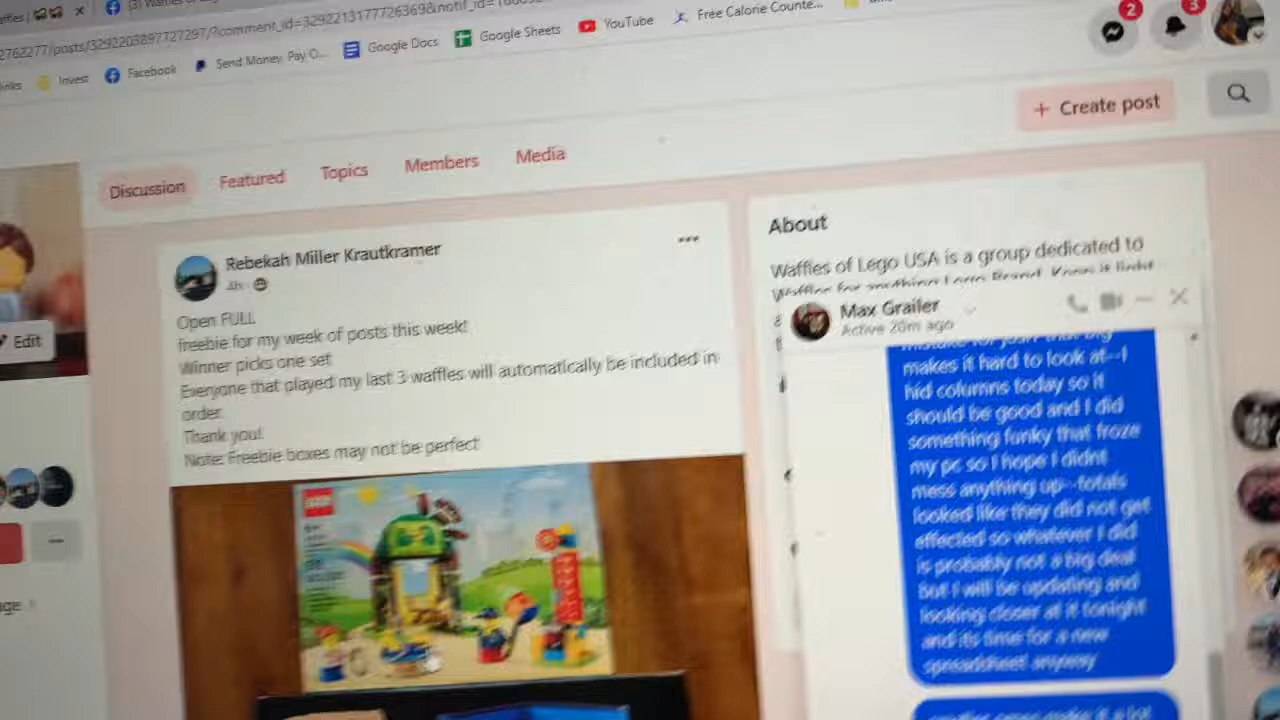 2762277/posts/3292203897727297/?comment_id=3292213177726369&notif_id=
Invest
Facebook
Send Money, Pay O...
Google Docs
Google Sheets
YouTube
Free Calorie Counte...
2
3
+ Create post
Discussion
Featured
Topics
Members
Media
Edit
Rebekah Miller Krautkramer
4h
Open FULL
freebie for my week of posts this week!
Winner picks one set
Everyone that played my last 3 waffles will automatically be included in
order.
Thank you!
Note: Freebie boxes may not be perfect
LEGO
About
Waffles of Lego USA is a group dedicated to
Max Grailer
Active 20m ago
makes it hard to look at--I
hid columns today so it
should be good and I did
something funky that froze
my pc so I hope I didnt
mess anything up--totals
looked like they did not get
effected so whatever I did
is probably not a big deal
but I will be updating and
looking closer at it tonight
and its time for a new
spreadsheet anyway